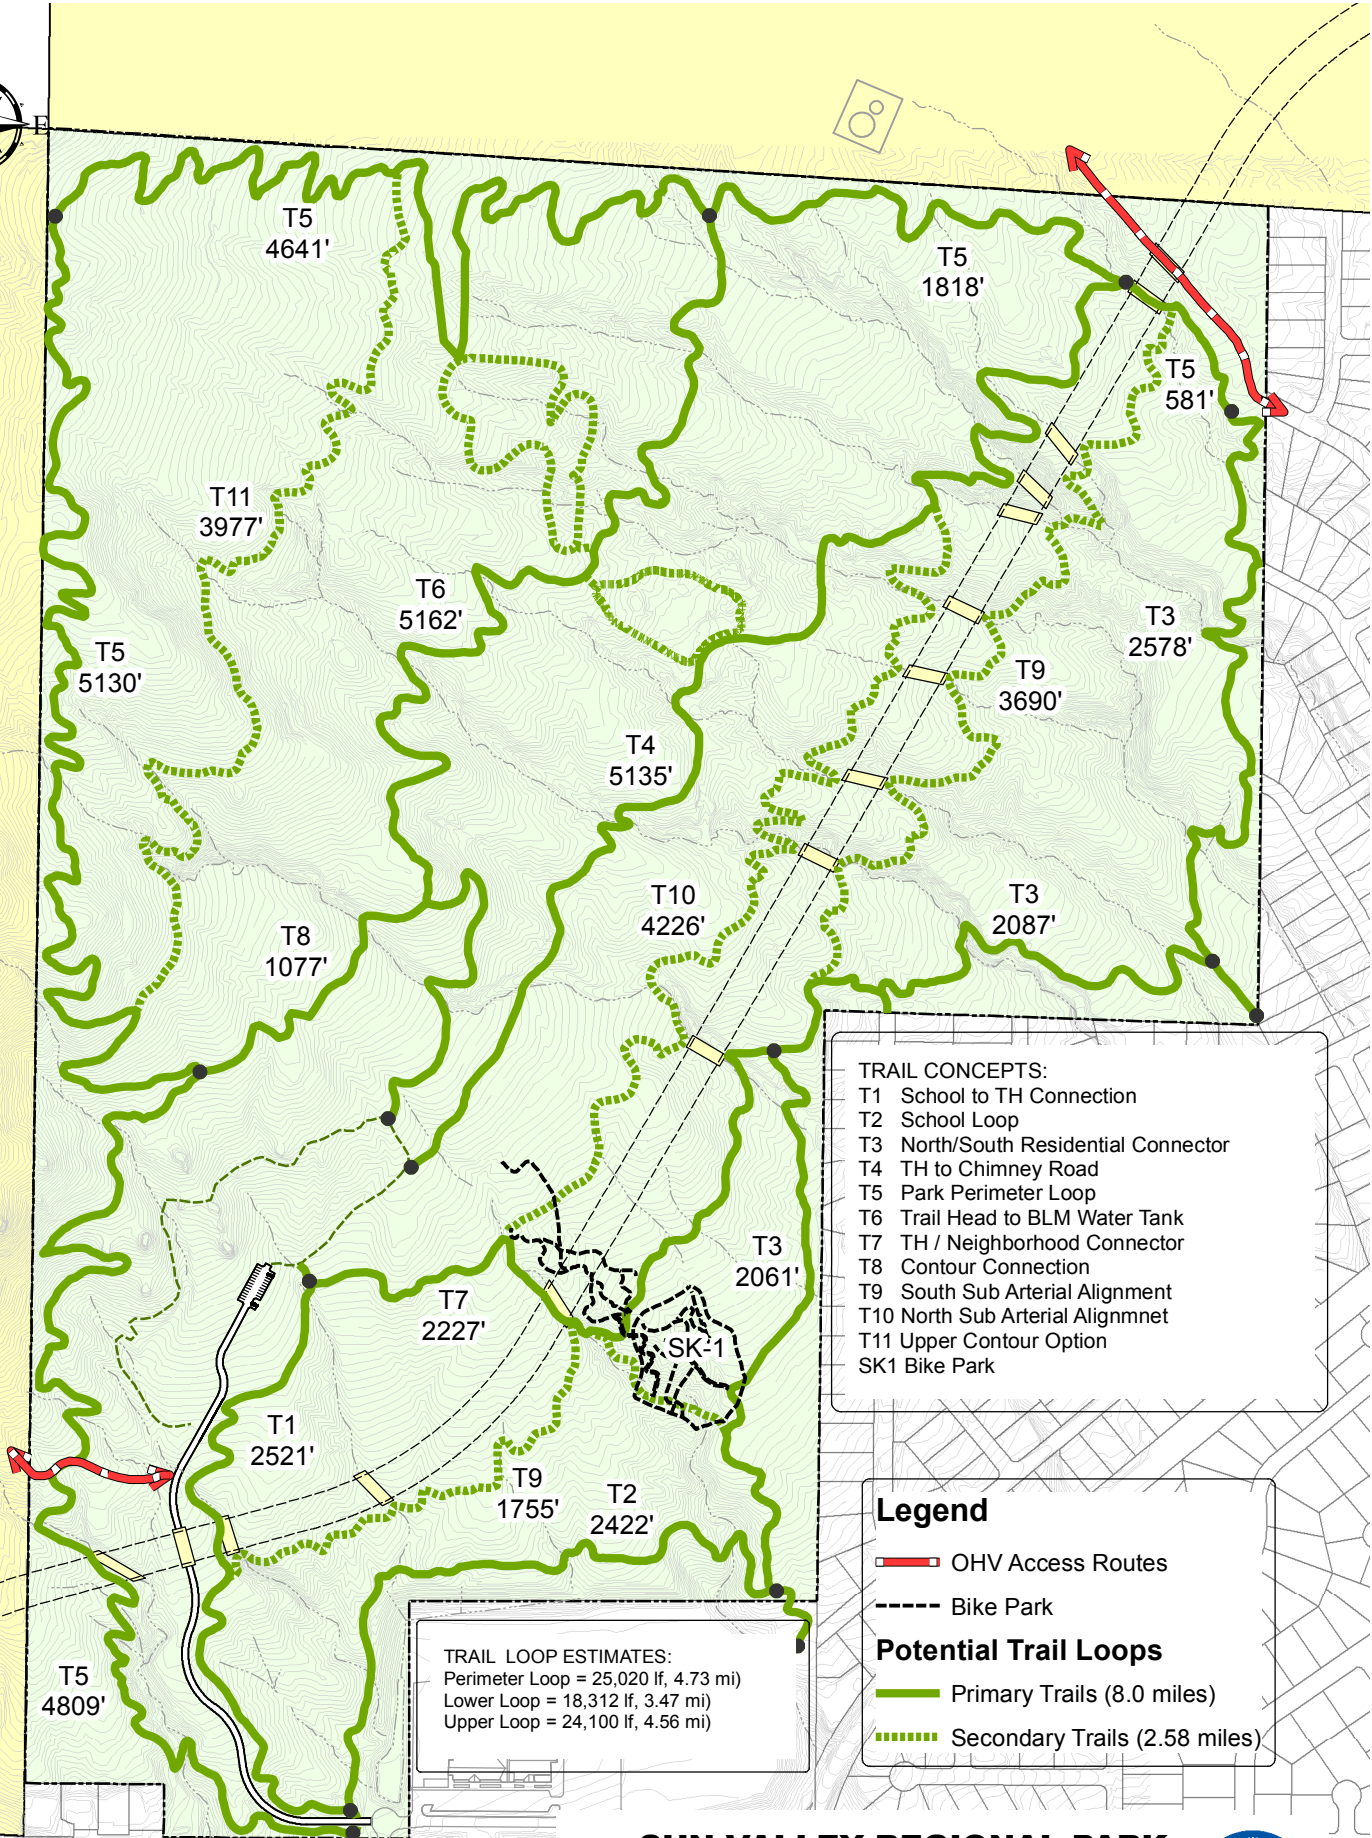 E
T5
4641'
T5
1818'
T5
581'
T11
3977'
T6
5162'
T3
2578'
T5
5130'
T9
3690'
T4
5135'
T10
4226'
T3
2087'
T8
1077'
TRAIL CONCEPTS:
T1 School to TH Connection
T2 School Loop
T3 North/South Residential Connector
T4 TH to Chimney Road
T5 Park Perimeter Loop
T6 Trail Head to BLM Water Tank
T7 TH / Neighborhood Connector
T8 Contour Connection
T9 South Sub Arterial Alignment
T10 North Sub Arterial Alignmnet
T11 Upper Contour Option
SK1 Bike Park
T3
2061'
T7
2227'
SK-1
T1
2521'
T9
1755'
T2
2422'
Legend
OHV Access Routes
Bike Park
Potential Trail Loops
Primary Trails (8.0 miles)
Secondary Trails (2.58 miles)
TRAIL LOOP ESTIMATES:
Perimeter Loop = 25,020 lf, 4.73 mi)
Lower Loop = 18,312 lf, 3.47 mi)
Upper Loop = 24,100 lf, 4.56 mi)
T5
4809'
SUN VALLEY REGIONAL PARK